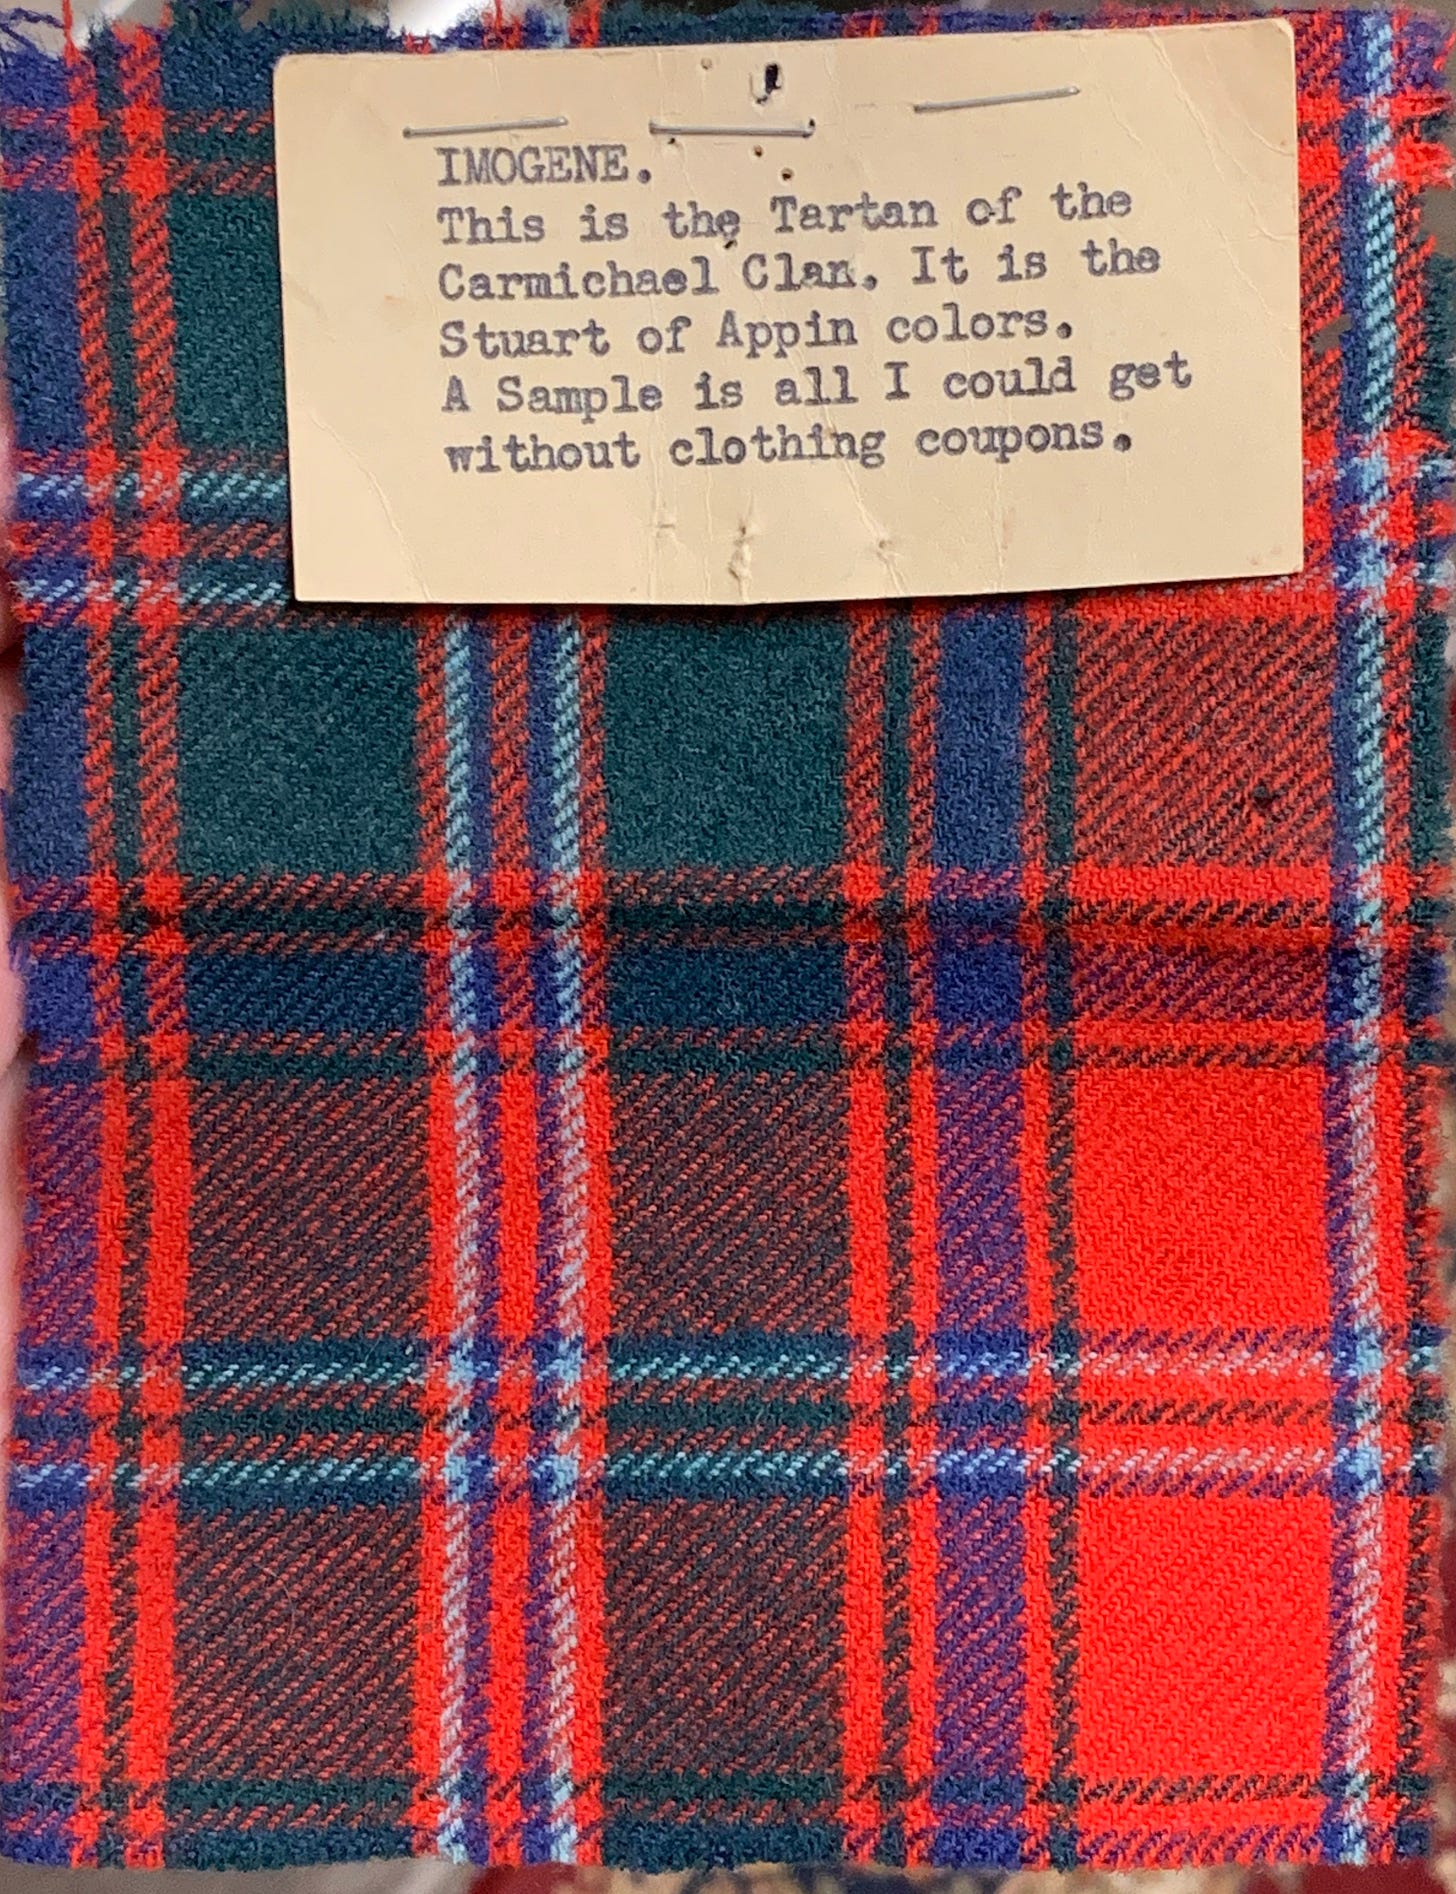 IMOGENE.
This is the Tartan of the
Carmichael Clan. It is the
Stuart of Appin colors.
A Sample is all I could get
without clothing coupons.